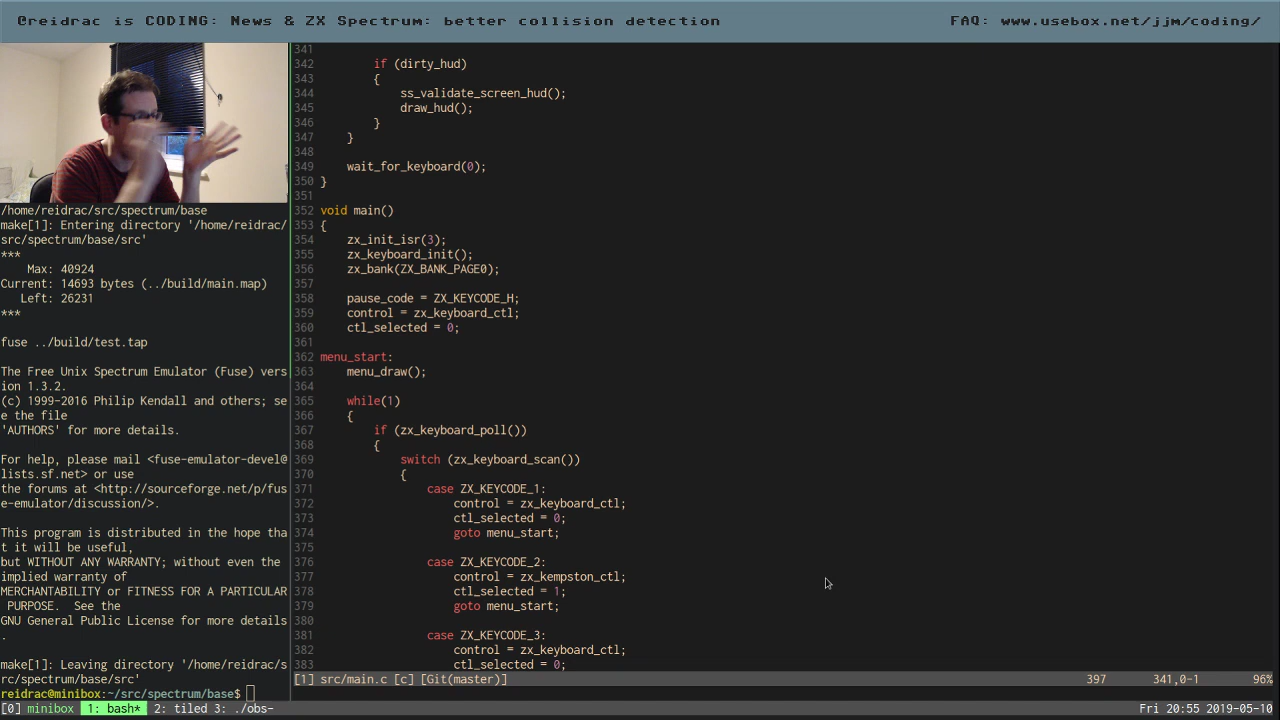 @reidrac is CODING: News & ZX Spectrum: better collision detection
FAQ: www.usebox.net/jjm/coding/
/home/reidrac/src/spectrum/base
make[1]: Entering directory '/home/reidrac/
src/spectrum/base/src'
***
    Max: 40924
Current: 14693 bytes (../build/main.map)
   Left: 26231
***
fuse ../build/test.tap
The Free Unix Spectrum Emulator (Fuse) vers
ion 1.3.2.
(c) 1999-2016 Philip Kendall and others; se
e the file
'AUTHORS' for more details.
For help, please mail <fuse-emulator-devel@
lists.sf.net> or use
the forums at <http://sourceforge.net/p/fus
e-emulator/discussion/>.
This program is distributed in the hope tha
t it will be useful,
but WITHOUT ANY WARRANTY; without even the
implied warranty of
MERCHANTABILITY or FITNESS FOR A PARTICULAR
 PURPOSE.  See the
GNU General Public License for more details
.
make[1]: Leaving directory '/home/reidrac/s
rc/spectrum/base/src'
reidrac@minibox:~/src/spectrum/base$
341
342         if (dirty_hud)
343         {
344             ss_validate_screen_hud();
345             draw_hud();
346         }
347     }
348
349     wait_for_keyboard(0);
350 }
351
352 void main()
353 {
354     zx_init_isr(3);
355     zx_keyboard_init();
356     zx_bank(ZX_BANK_PAGE0);
357
358     pause_code = ZX_KEYCODE_H;
359     control = zx_keyboard_ctl;
360     ctl_selected = 0;
361
362 menu_start:
363     menu_draw();
364
365     while(1)
366     {
367         if (zx_keyboard_poll())
368         {
369             switch (zx_keyboard_scan())
370             {
371                 case ZX_KEYCODE_1:
372                     control = zx_keyboard_ctl;
373                     ctl_selected = 0;
374                     goto menu_start;
375
376                 case ZX_KEYCODE_2:
377                     control = zx_kempston_ctl;
378                     ctl_selected = 1;
379                     goto menu_start;
380
381                 case ZX_KEYCODE_3:
382                     control = zx_keyboard_ctl;
383                     ctl_selected = 0;
[1] src/main.c [c] [Git(master)] 397 341,0-1 96%
[0] minibox 1: bash* 2: tiled 3: ./obs- Fri 20:55 2019-05-10